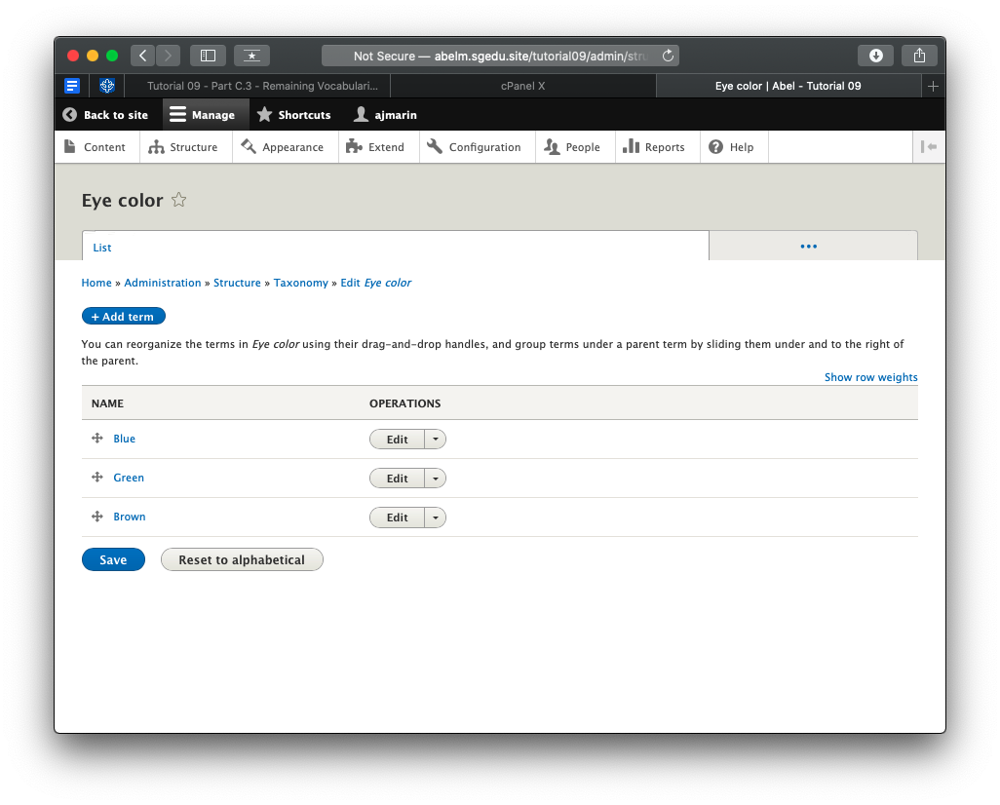 Not Secure — abelm.sgedu.site/tutorial09/admin/stru
Tutorial 09 - Part C.3 - Remaining Vocabulari...
cPanel X
Eye color | Abel - Tutorial 09
Back to site
Manage
Shortcuts
ajmarin
Content
Structure
Appearance
Extend
Configuration
People
Reports
Help
Eye color
List
Home » Administration » Structure » Taxonomy » Edit Eye color
+ Add term
You can reorganize the terms in Eye color using their drag-and-drop handles, and group terms under a parent term by sliding them under and to the right of
the parent.
Show row weights
NAME OPERATIONS
Blue Edit
Green Edit
Brown Edit
Save Reset to alphabetical